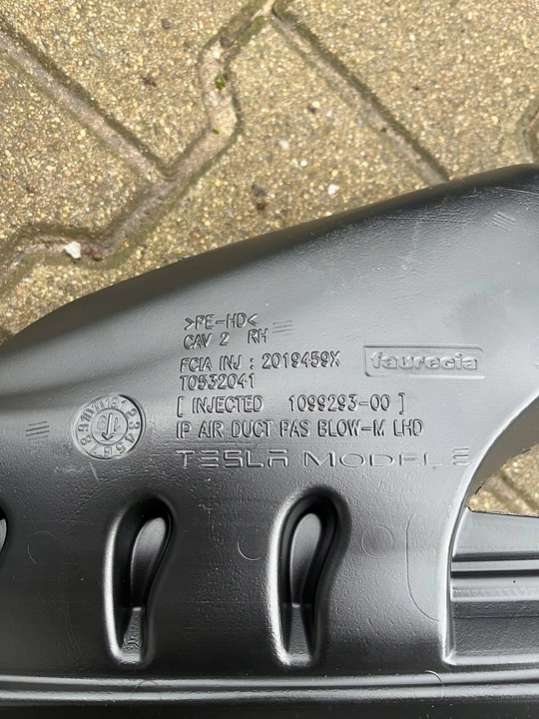 >PE-HD<
CAV 2 RH
FCIA INJ : 2019459X
faurecia
T0532041
[ INJECTED 1099293-00 ]
IP AIR DUCT PAS BLOW-M LHD
TESLA MODEL E